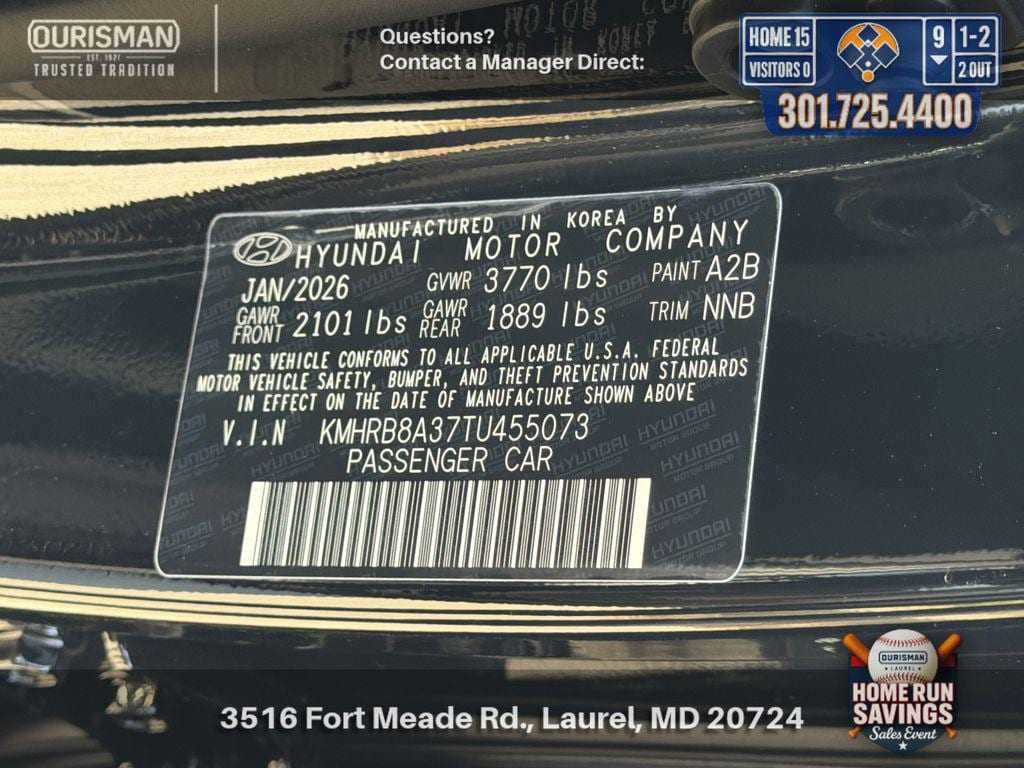 OURISMAN
EST. 1921
TRUSTED TRADITION
Questions?
Contact a Manager Direct:
HOME 15
VISITORS 0
9
1-2
2 OUT
301.725.4400
MANUFACTURED IN KOREA BY
HYUNDAI MOTOR COMPANY
JAN/2026 GVWR 3770 lbs PAINT A2B
GAWR FRONT 2101 lbs GAWR REAR 1889 lbs TRIM NNB
THIS VEHICLE CONFORMS TO ALL APPLICABLE U.S.A. FEDERAL
MOTOR VEHICLE SAFETY, BUMPER, AND THEFT PREVENTION STANDARDS
IN EFFECT ON THE DATE OF MANUFACTURE SHOWN ABOVE
V.I.N KMHRB8A37TU455073
PASSENGER CAR
HYUNDAI
MOTOR GROUP
3516 Fort Meade Rd., Laurel, MD 20724
OURISMAN
LAUREL
HOME RUN
SAVINGS
Sales Event